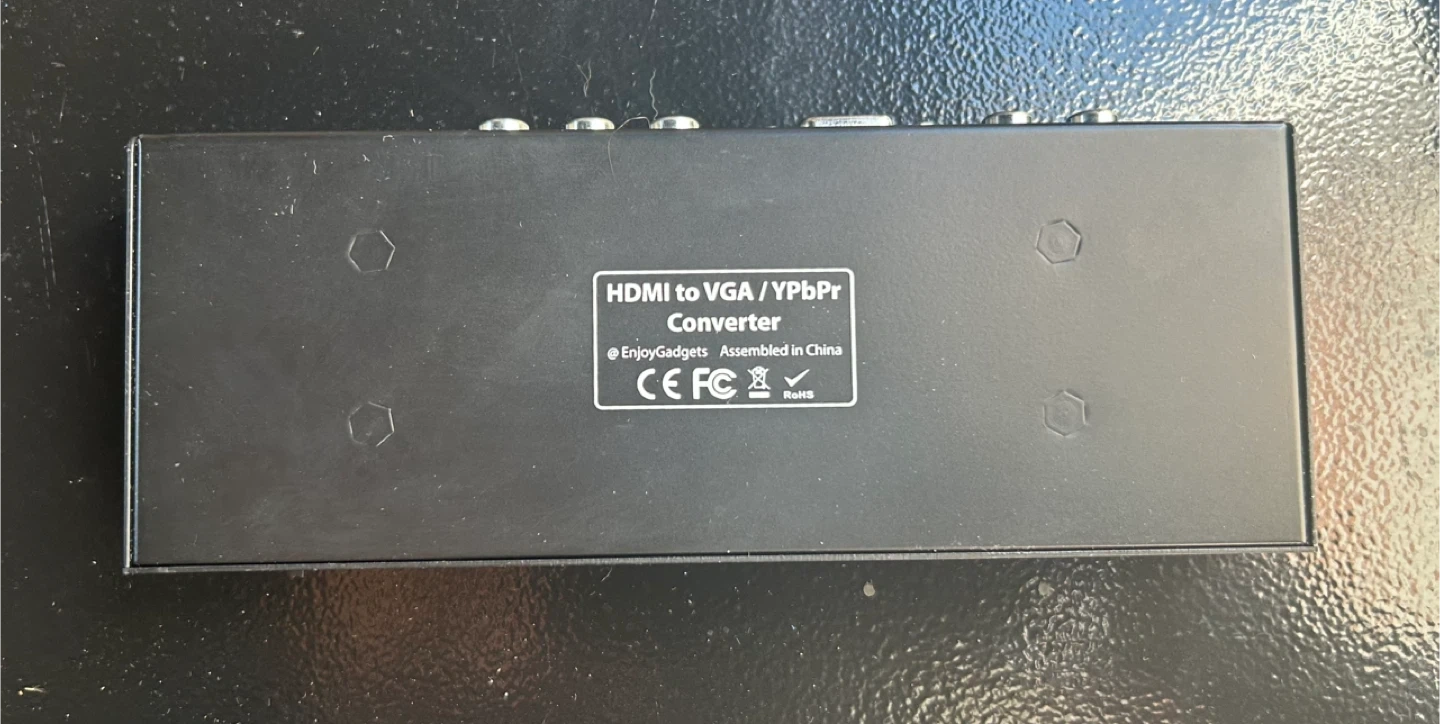 HDMI to VGA / YPbPr
Converter
@ EnjoyGadgets Assembled in China
CE FC RoHS